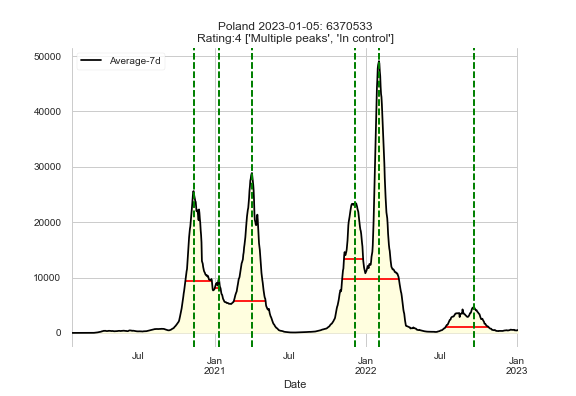 Poland 2023-01-05: 6370533
Rating:4 ['Multiple peaks', 'In control']
Average-7d
50000
40000
30000
20000
10000
0
Jul
Jan
2021
Jul
Jan
2022
Jul
Jan
2023
Date